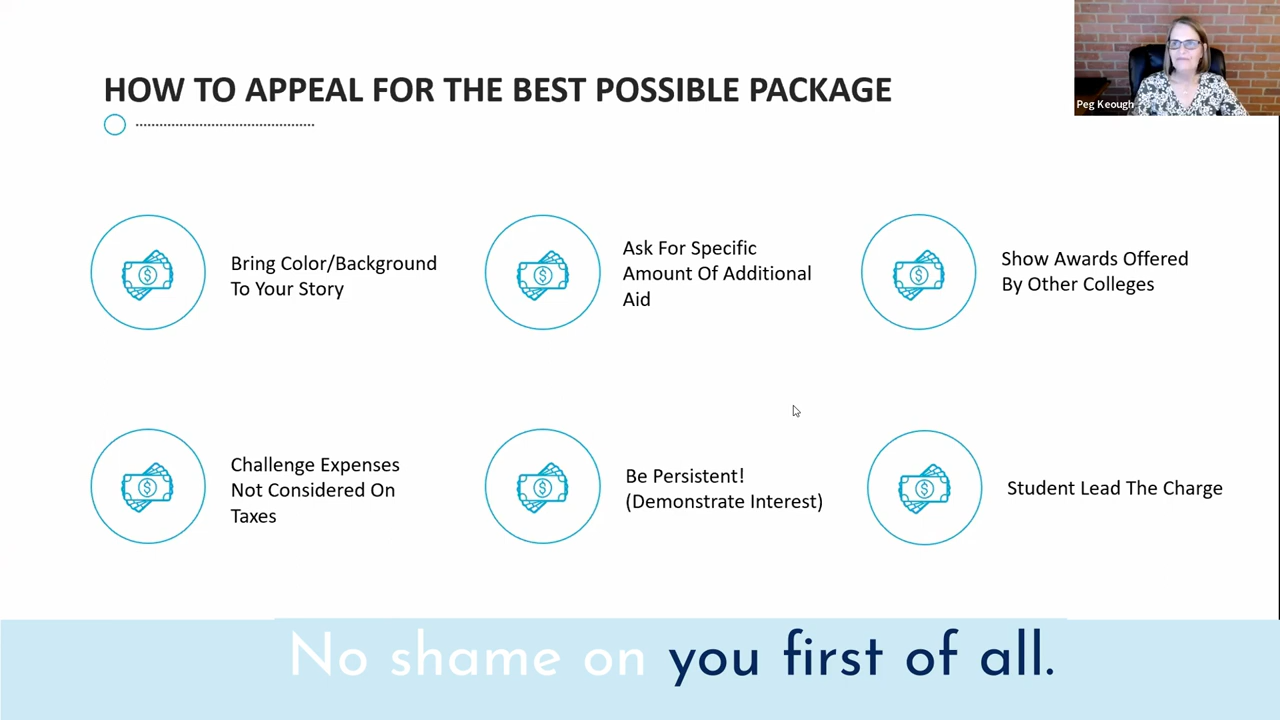 HOW TO APPEAL FOR THE BEST POSSIBLE PACKAGE
Peg Keough
Bring Color/Background
To Your Story
Ask For Specific
Amount Of Additional
Aid
Show Awards Offered
By Other Colleges
Challenge Expenses
Not Considered On
Taxes
Be Persistent!
(Demonstrate Interest)
Student Lead The Charge
No shame on you first of all.